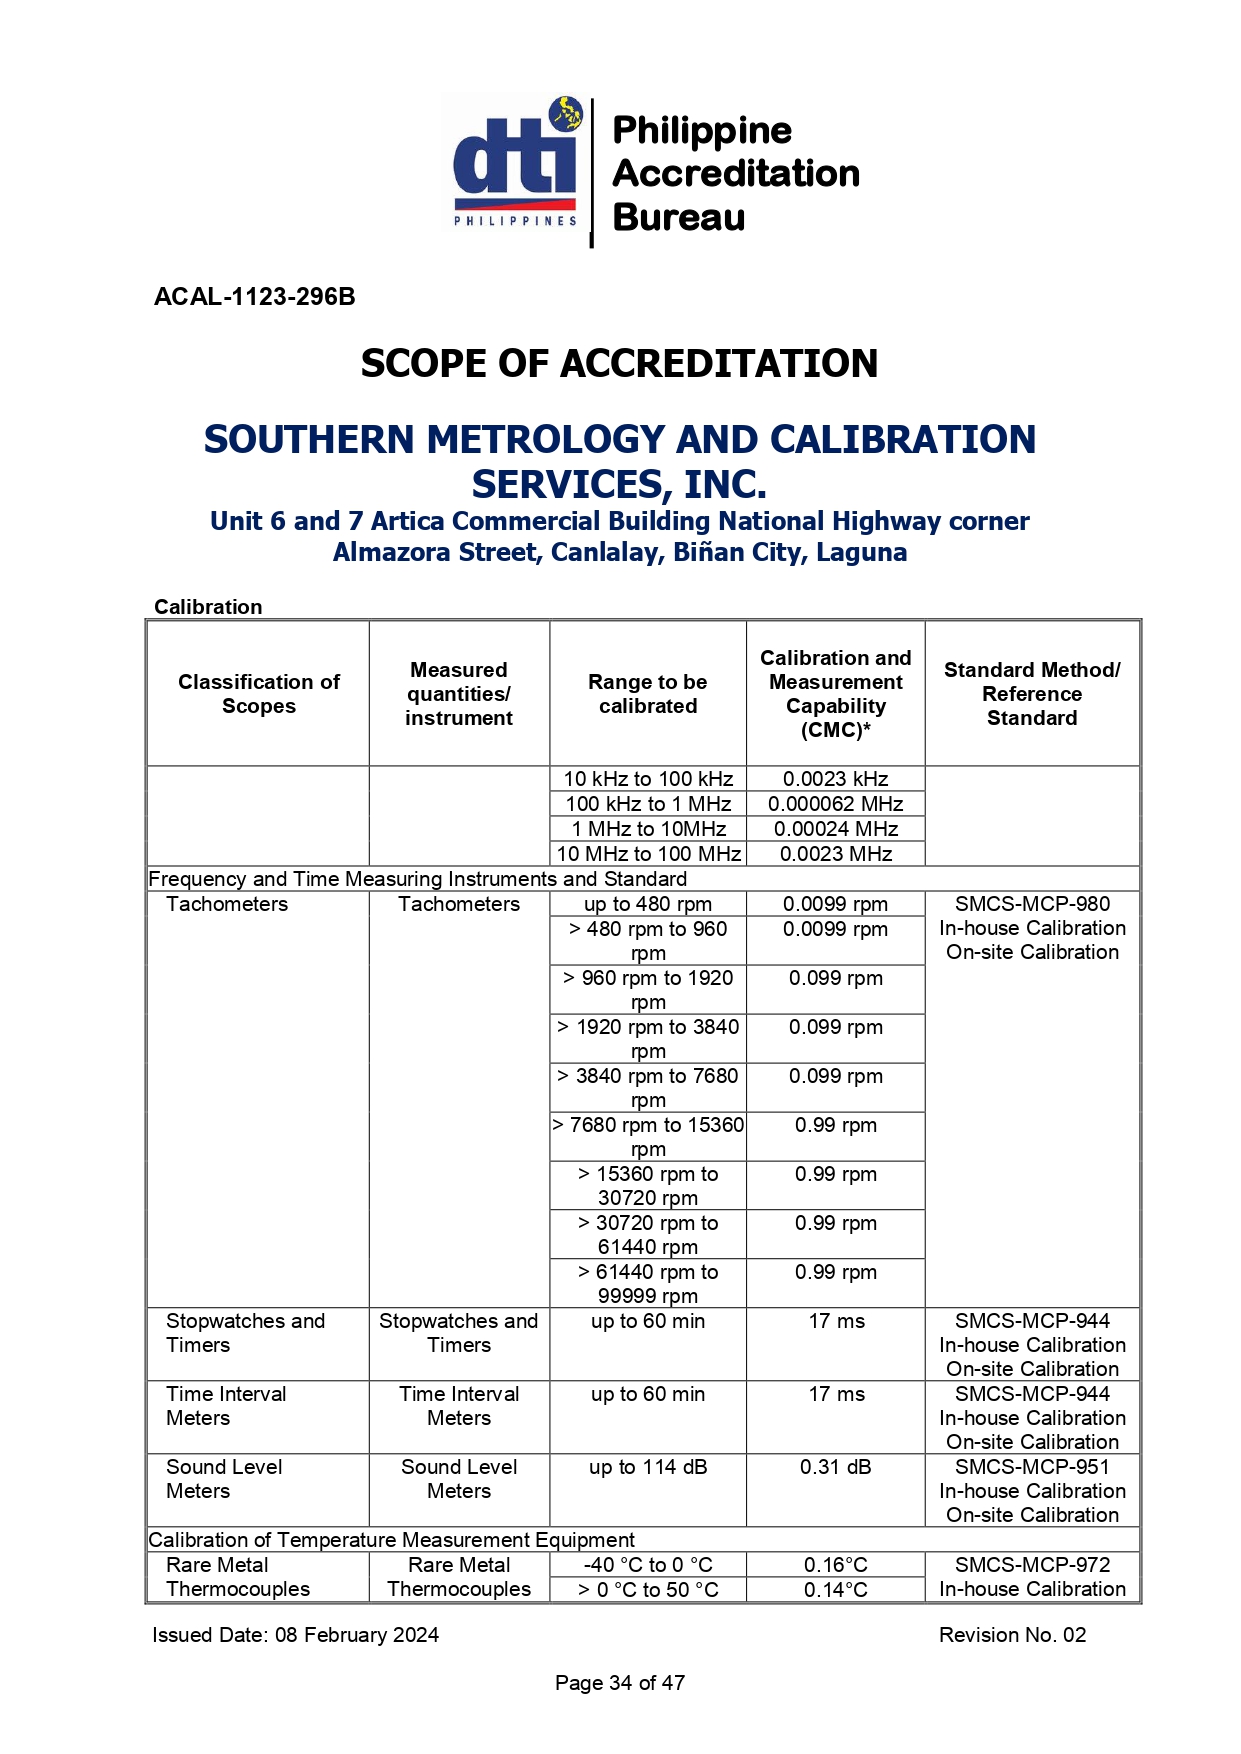 dti
PHILIPPINES
Philippine
Accreditation
Bureau
ACAL-1123-296B
SCOPE OF ACCREDITATION
SOUTHERN METROLOGY AND CALIBRATION
SERVICES, INC.
Unit 6 and 7 Artica Commercial Building National Highway corner
Almazora Street, Canlalay, Biñan City, Laguna
Calibration
Classification of
Scopes
Measured
quantities/
instrument
Range to be
calibrated
Calibration and
Measurement
Capability
(CMC)*
Standard Method/
Reference
Standard
10 kHz to 100 kHz 0.0023 kHz
100 kHz to 1 MHz 0.000062 MHz
1 MHz to 10MHz 0.00024 MHz
10 MHz to 100 MHz 0.0023 MHz
Frequency and Time Measuring Instruments and Standard
Tachometers Tachometers up to 480 rpm 0.0099 rpm SMCS-MCP-980
In-house Calibration
On-site Calibration
> 480 rpm to 960 0.0099 rpm
rpm
> 960 rpm to 1920 0.099 rpm
rpm
> 1920 rpm to 3840 0.099 rpm
rpm
> 3840 rpm to 7680 0.099 rpm
rpm
> 7680 rpm to 15360 0.99 rpm
rpm
> 15360 rpm to 0.99 rpm
30720 rpm
> 30720 rpm to 0.99 rpm
61440 rpm
> 61440 rpm to 0.99 rpm
99999 rpm
Stopwatches and Stopwatches and up to 60 min 17 ms SMCS-MCP-944
Timers Timers In-house Calibration
On-site Calibration
Time Interval Time Interval up to 60 min 17 ms SMCS-MCP-944
Meters Meters In-house Calibration
On-site Calibration
Sound Level Sound Level up to 114 dB 0.31 dB SMCS-MCP-951
Meters Meters In-house Calibration
On-site Calibration
Calibration of Temperature Measurement Equipment
Rare Metal Rare Metal -40 °C to 0 °C 0.16°C SMCS-MCP-972
Thermocouples Thermocouples > 0 °C to 50 °C 0.14°C In-house Calibration
Issued Date: 08 February 2024 Revision No. 02
Page 34 of 47